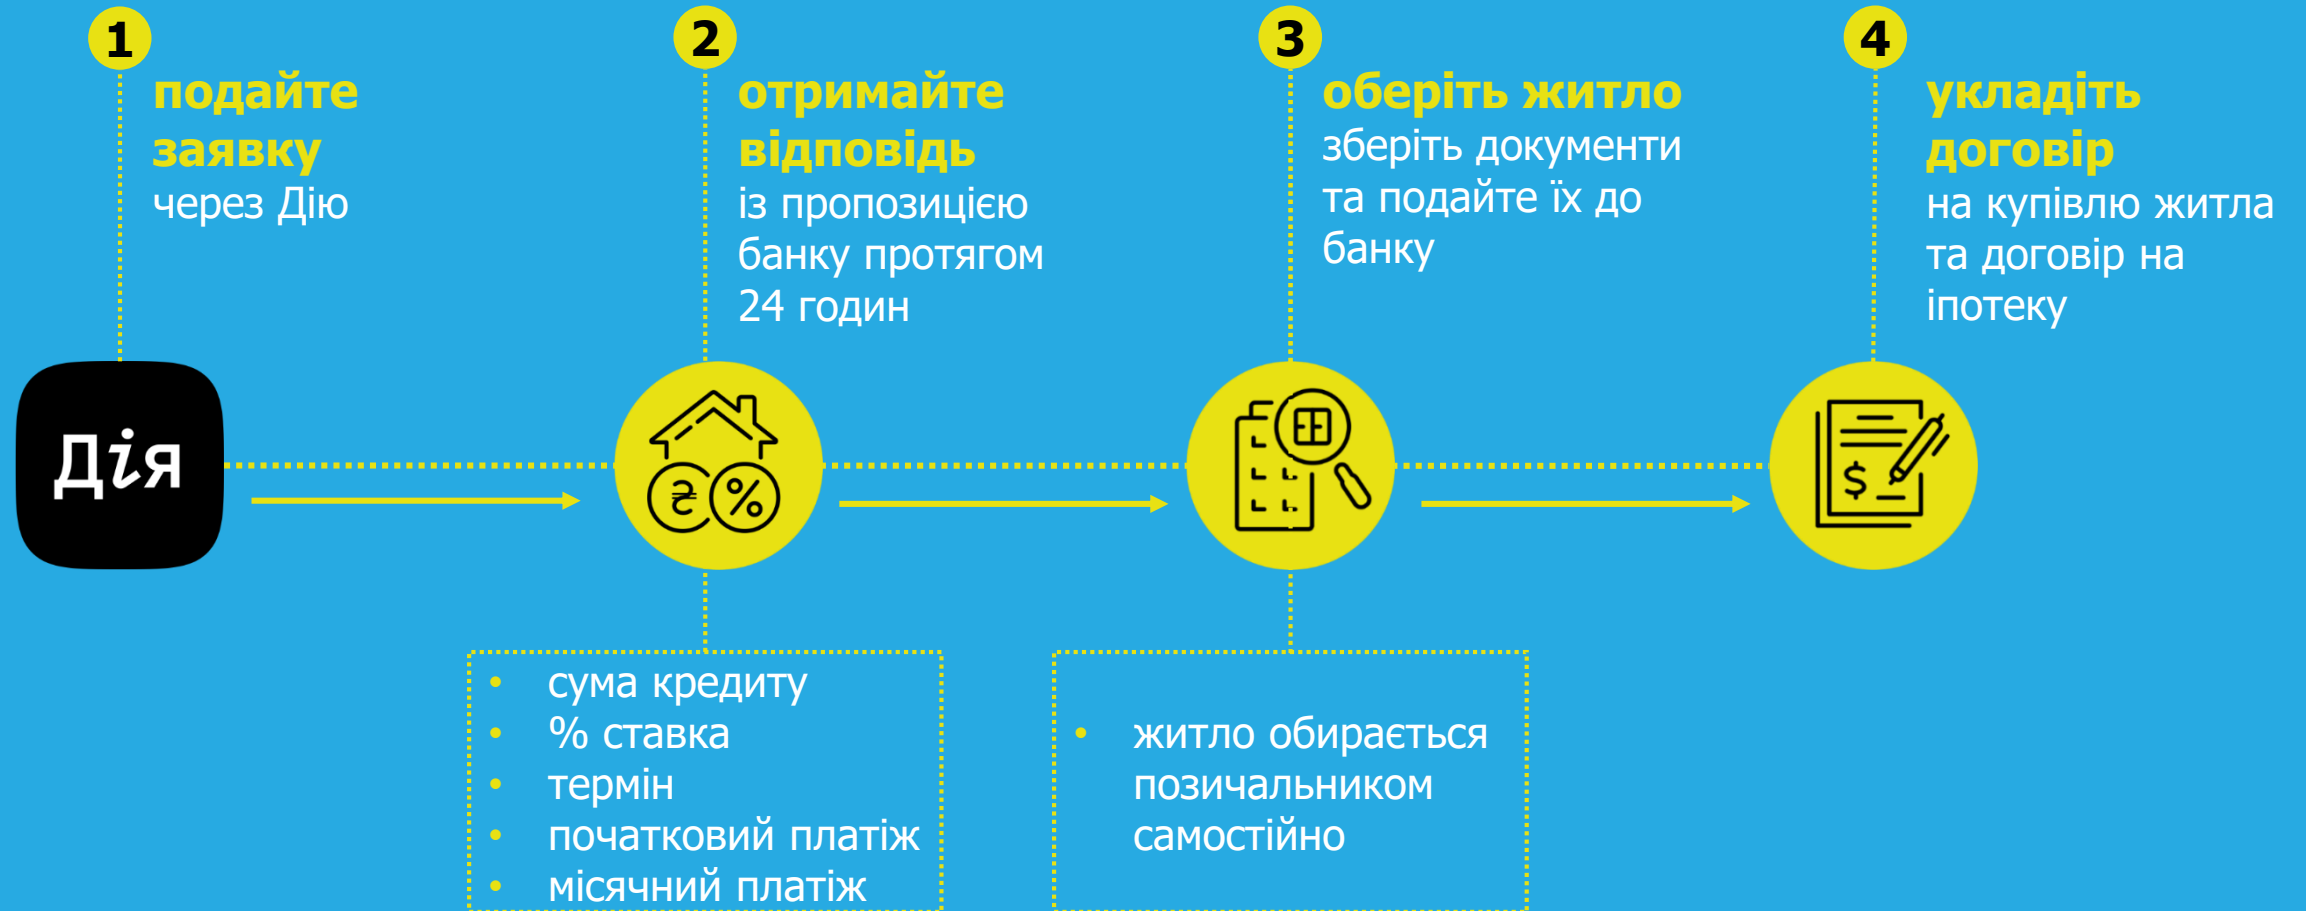 1
подайте
заявку
через Дію
2
отримайте
відповідь
із пропозицією
банку протягом
24 годин
3
оберіть житло
зберіть документи
та подайте їх до
банку
4
укладіть
договір
на купівлю житла
та договір на
іпотеку
Дія
₴ %
$
• сума кредиту
• % ставка
• термін
• початковий платіж
• місячний платіж
• житло обирається
позичальником
самостійно